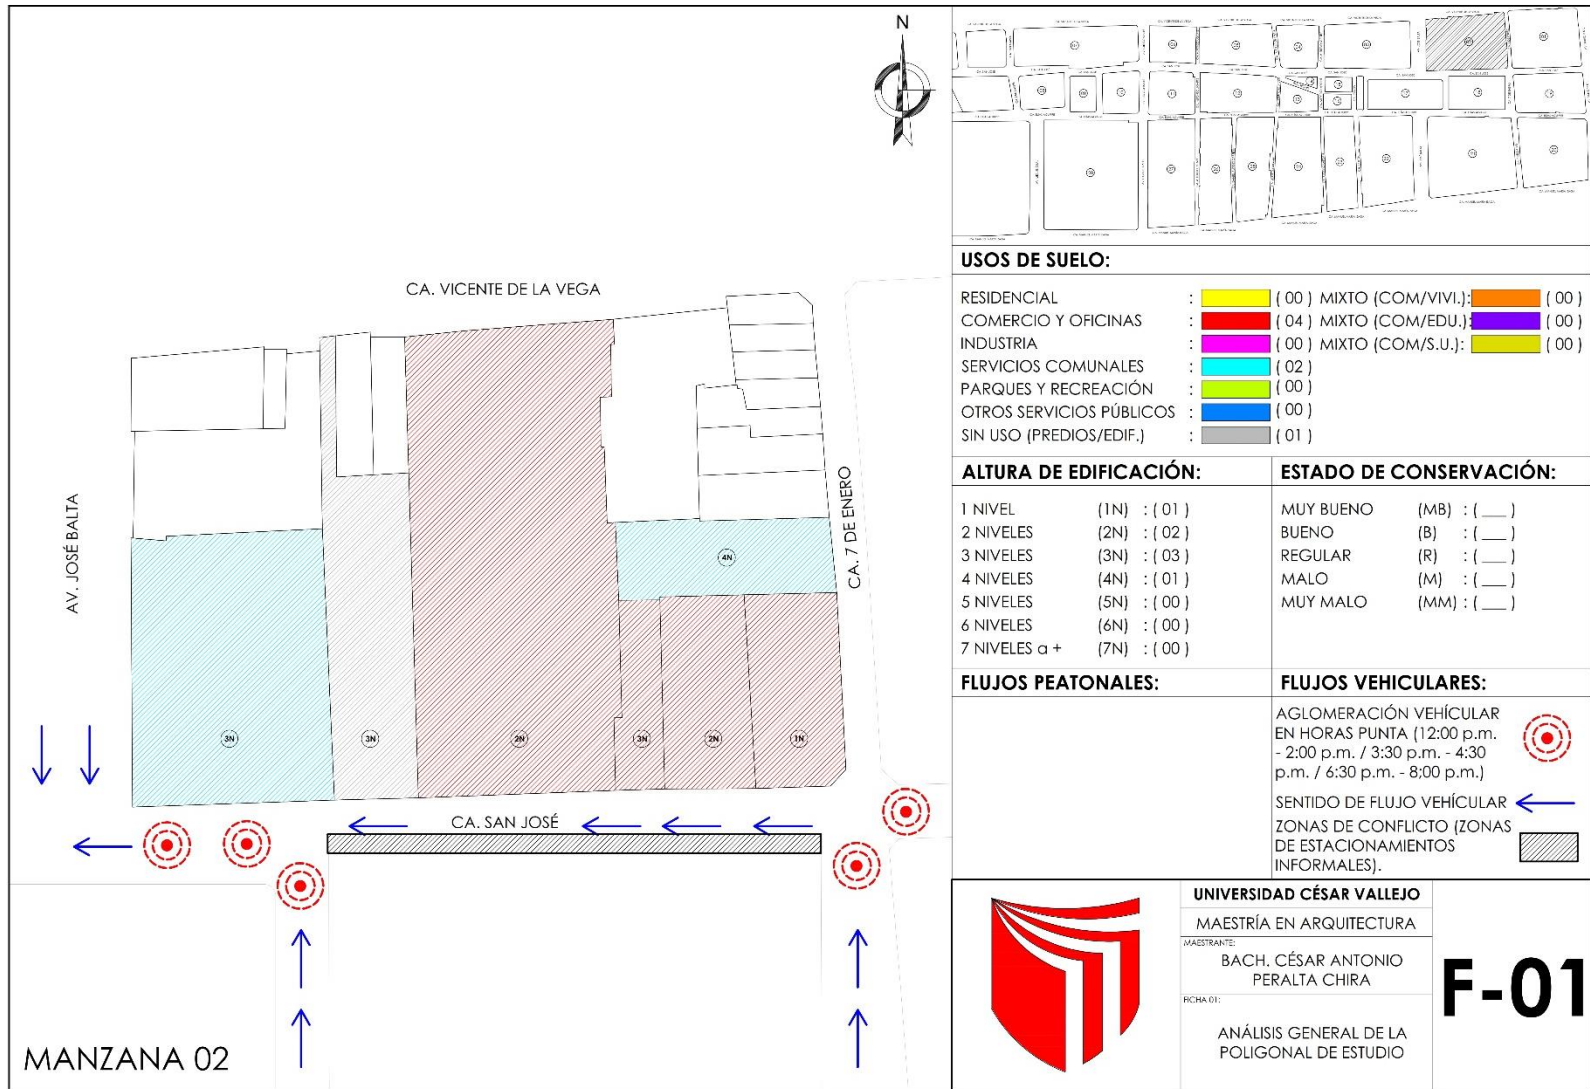 N
CA. VICENTE DE LA VEGA
AV. JOSÉ BALTA
CA. 7 DE ENERO
4N
3N
3N
2N
3N
2N
1N
CA. SAN JOSÉ
MANZANA 02
USOS DE SUELO:
RESIDENCIAL : ( 00 ) MIXTO (COM/VIVI.): ( 00 )
COMERCIO Y OFICINAS : ( 04 ) MIXTO (COM/EDU.): ( 00 )
INDUSTRIA : ( 00 ) MIXTO (COM/S.U.): ( 00 )
SERVICIOS COMUNALES : ( 02 )
PARQUES Y RECREACIÓN : ( 00 )
OTROS SERVICIOS PÚBLICOS : ( 00 )
SIN USO (PREDIOS/EDIF.) : ( 01 )
ALTURA DE EDIFICACIÓN:
1 NIVEL (1N) : ( 01 )
2 NIVELES (2N) : ( 02 )
3 NIVELES (3N) : ( 03 )
4 NIVELES (4N) : ( 01 )
5 NIVELES (5N) : ( 00 )
6 NIVELES (6N) : ( 00 )
7 NIVELES a + (7N) : ( 00 )
ESTADO DE CONSERVACIÓN:
MUY BUENO (MB) : ( ___ )
BUENO (B) : ( ___ )
REGULAR (R) : ( ___ )
MALO (M) : ( ___ )
MUY MALO (MM) : ( ___ )
FLUJOS PEATONALES:
FLUJOS VEHICULARES:
AGLOMERACIÓN VEHÍCULAR
EN HORAS PUNTA (12:00 p.m.
- 2:00 p.m. / 3:30 p.m. - 4:30
p.m. / 6:30 p.m. - 8;00 p.m.)
SENTIDO DE FLUJO VEHÍCULAR
ZONAS DE CONFLICTO (ZONAS
DE ESTACIONAMIENTOS
INFORMALES).
UNIVERSIDAD CÉSAR VALLEJO
MAESTRÍA EN ARQUITECTURA
MAESTRANTE:
BACH. CÉSAR ANTONIO
PERALTA CHIRA
FICHA 01:
ANÁLISIS GENERAL DE LA
POLIGONAL DE ESTUDIO
F-01